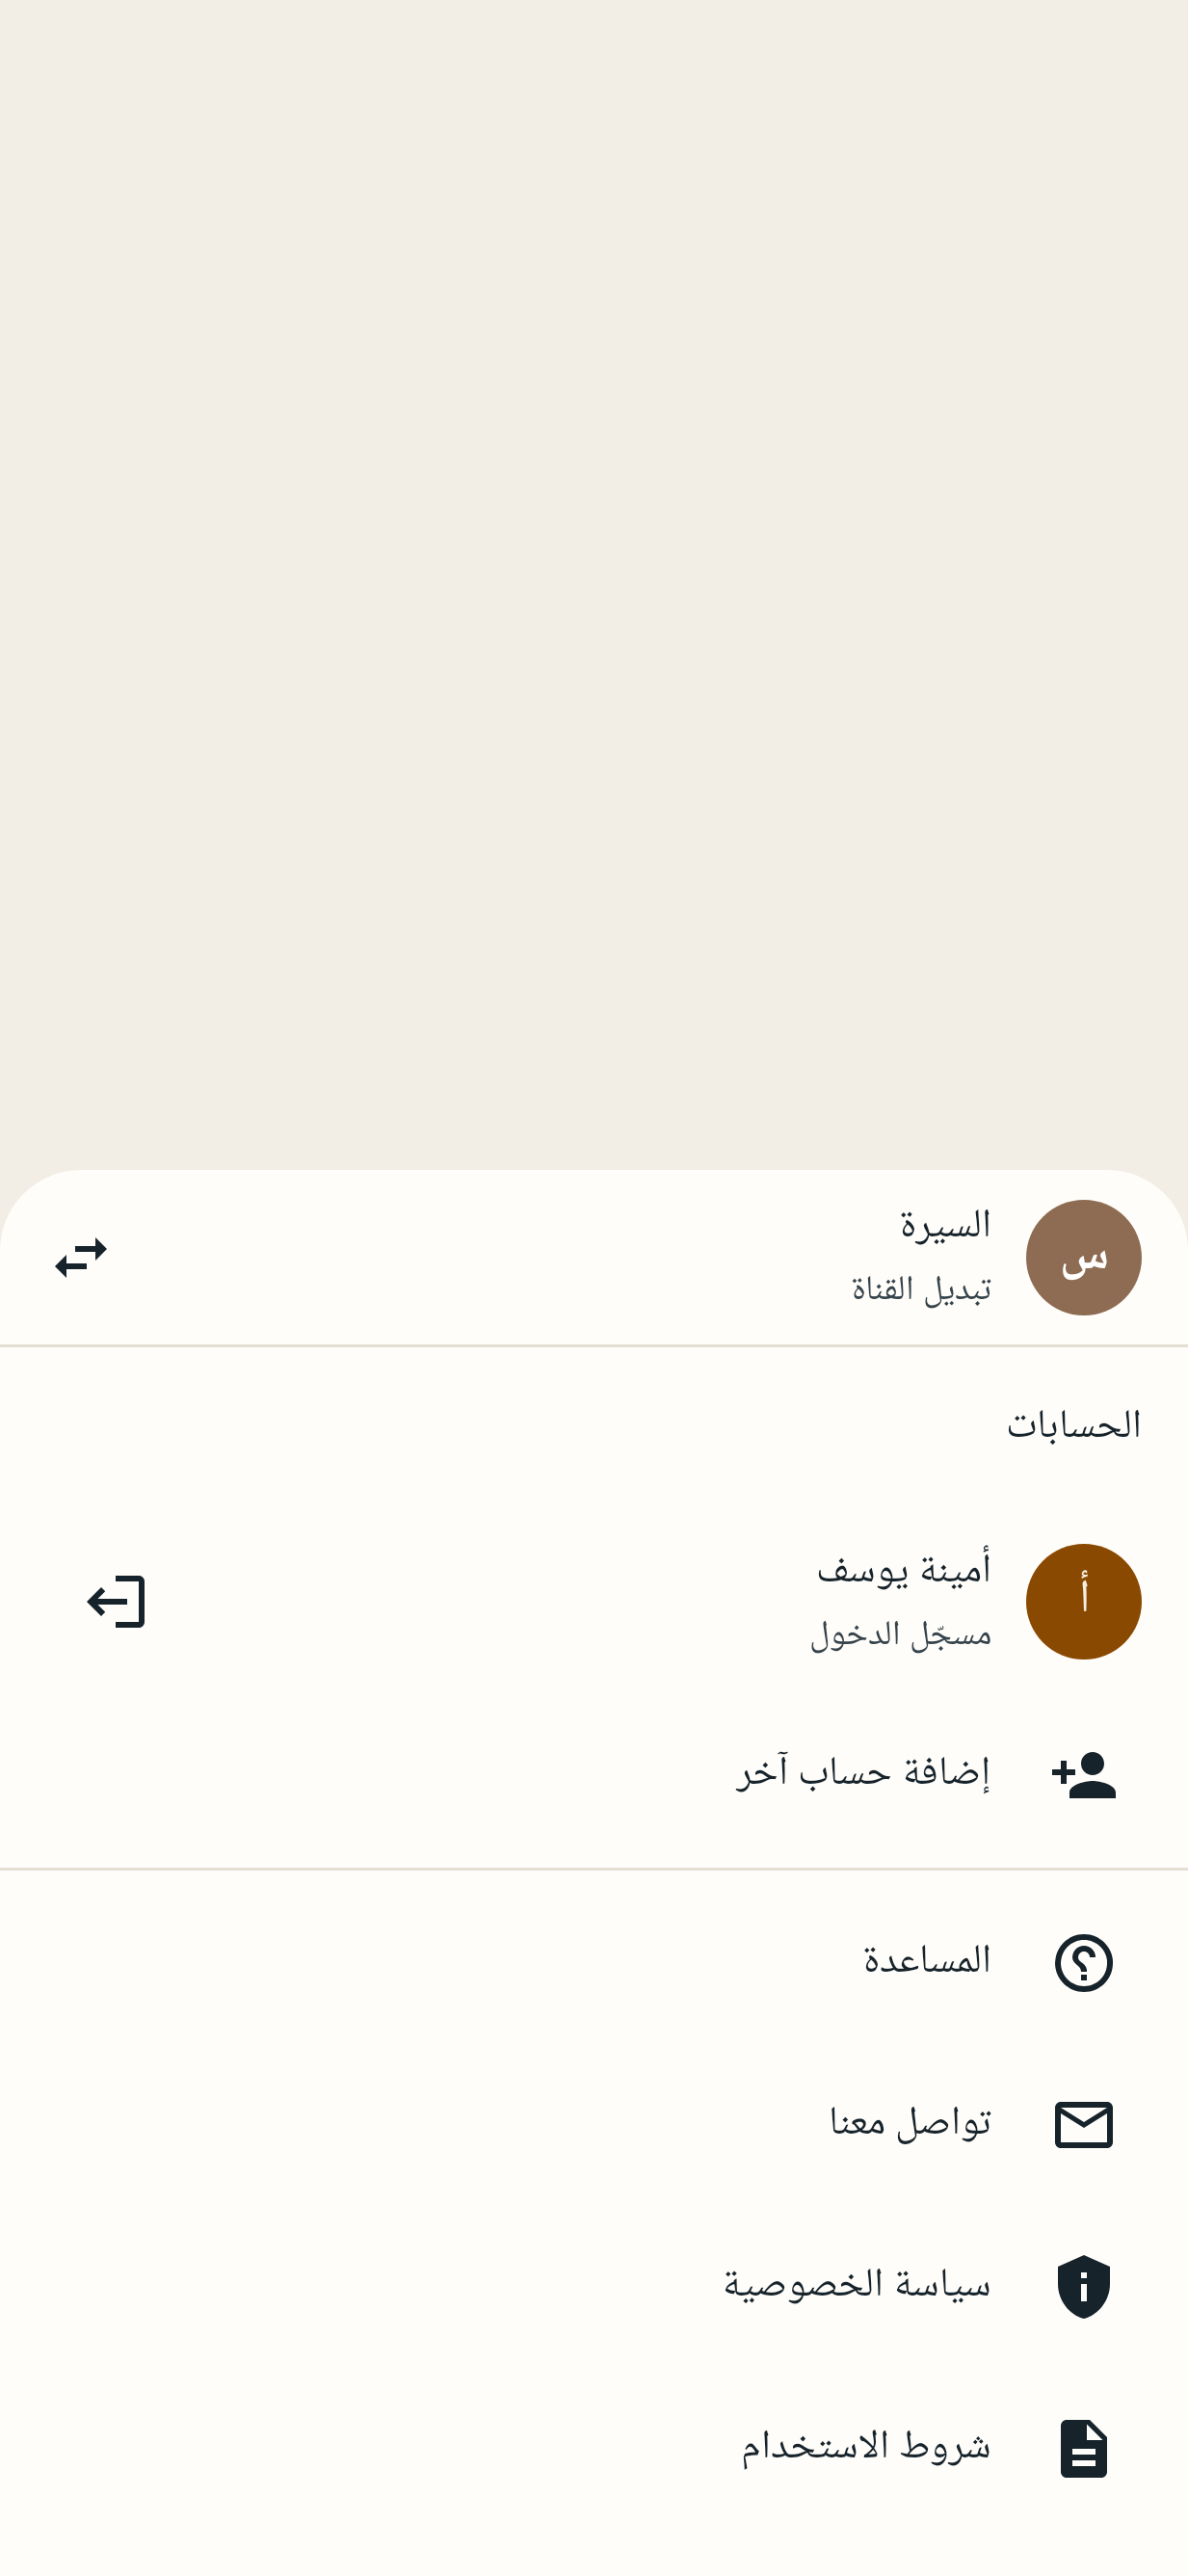 س
السيرة
تبديل القناة
الحسابات
أ
أمينة يوسف
مسجّل الدخول
إضافة حساب آخر
المساعدة
تواصل معنا
سياسة الخصوصية
شروط الاستخدام